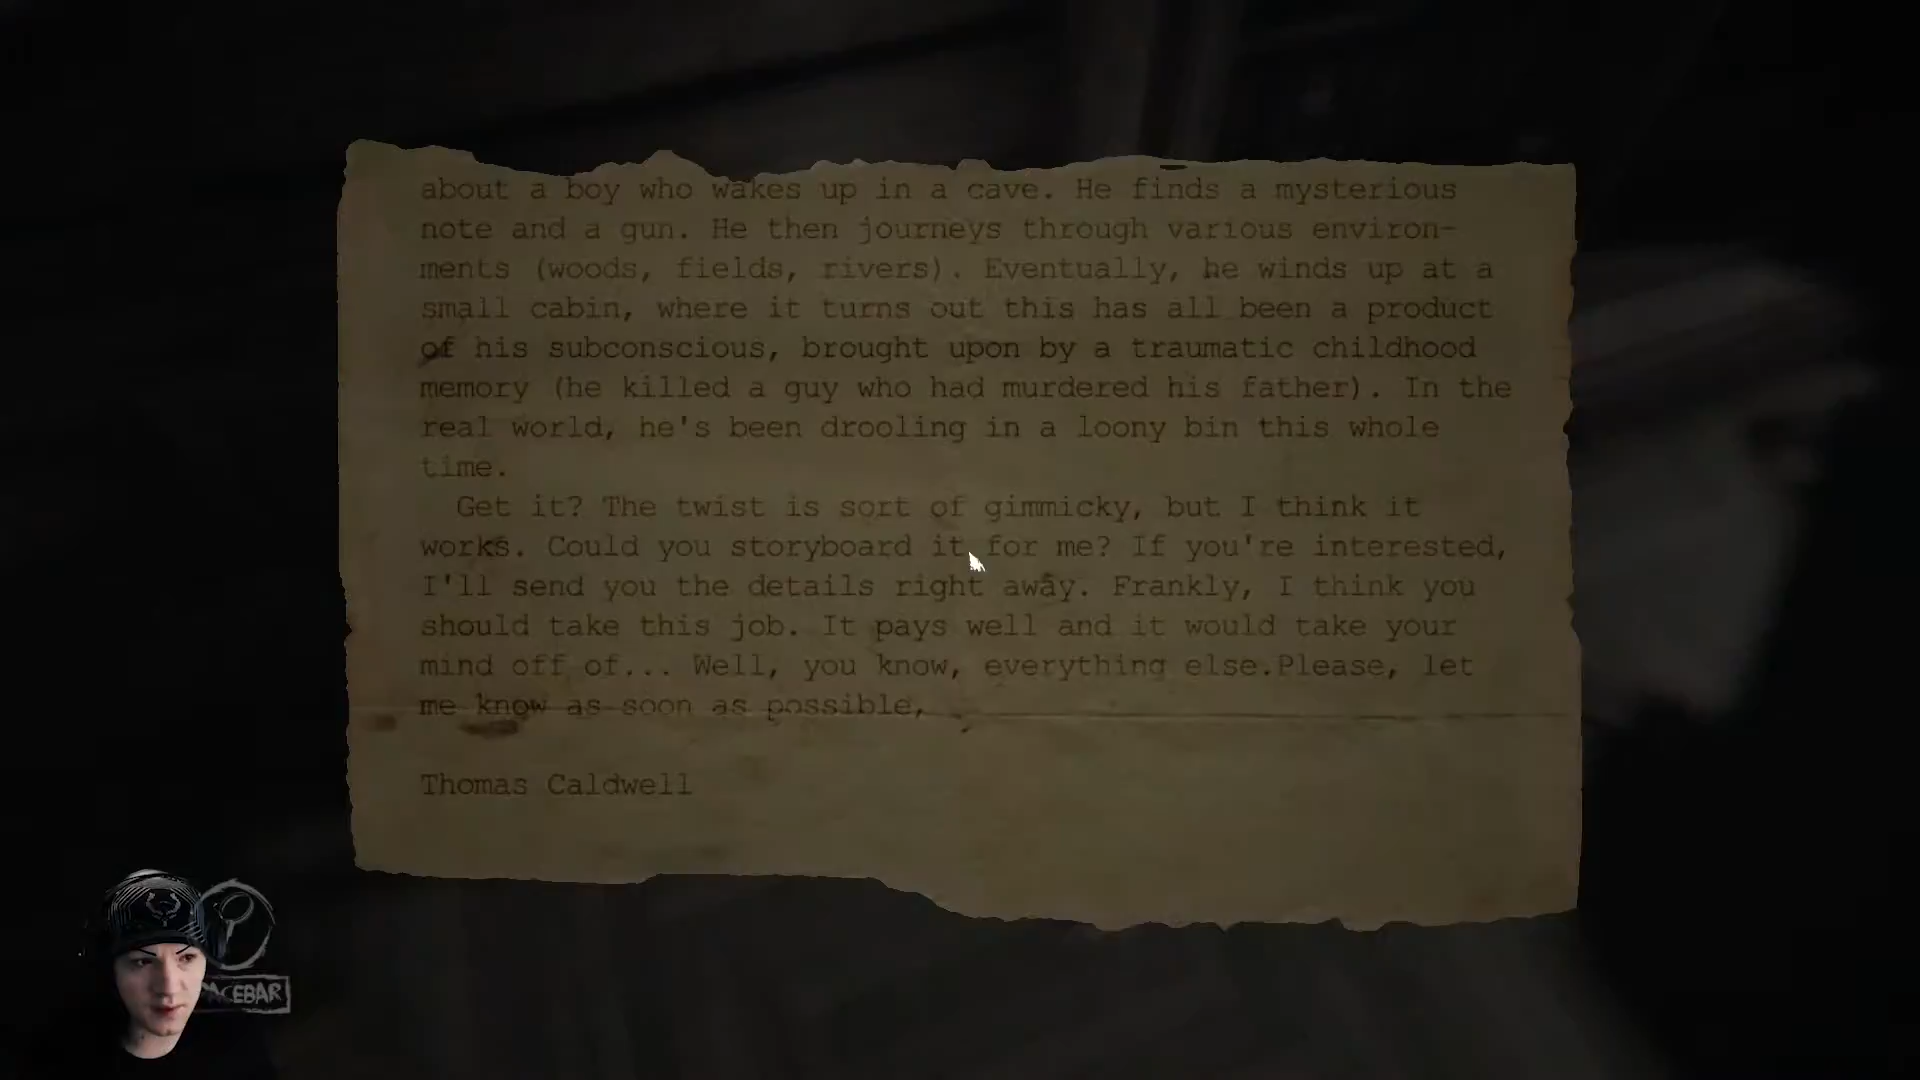 about a boy who wakes up in a cave. He finds a mysterious
note and a gun. He then journeys through various environ-
ments (woods, fields, rivers). Eventually, he winds up at a
small cabin, where it turns out this has all been a product
of his subconscious, brought upon by a traumatic childhood
memory (he killed a guy who had murdered his father). In the
real world, he's been drooling in a loony bin this whole
time.
Get it? The twist is sort of gimmicky, but I think it
works. Could you storyboard it for me? If you're interested,
I'll send you the details right away. Frankly, I think you
should take this job. It pays well and it would take your
mind off of... Well, you know, everything else.Please, let
me know as soon as possible,
Thomas Caldwell
ACEBAR